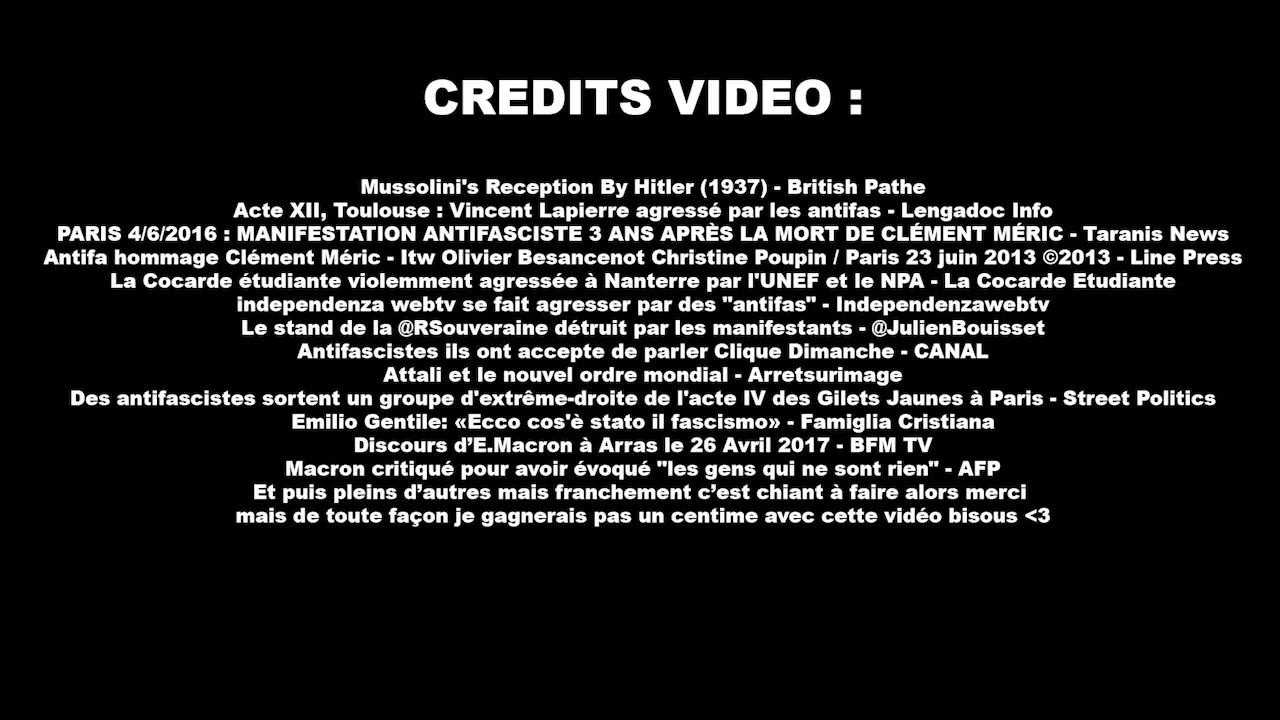 CREDITS VIDEO :
Mussolini's Reception By Hitler (1937) - British Pathe
Acte XII, Toulouse : Vincent Lapierre agressé par les antifas - Lengadoc Info
PARIS 4/6/2016 : MANIFESTATION ANTIFASCISTE 3 ANS APRÈS LA MORT DE CLÉMENT MÉRIC - Taranis News
Antifa hommage Clément Méric - Itw Olivier Besancenot Christine Poupin / Paris 23 juin 2013 ©2013 - Line Press
La Cocarde étudiante violemment agressée à Nanterre par l'UNEF et le NPA - La Cocarde Etudiante
independenza webtv se fait agresser par des "antifas" - Independenzawebtv
Le stand de la @RSouveraine détruit par les manifestants - @JulienBouisset
Antifascistes ils ont accepte de parler Clique Dimanche - CANAL
Attali et le nouvel ordre mondial - Arretsurimage
Des antifascistes sortent un groupe d'extrême-droite de l'acte IV des Gilets Jaunes à Paris - Street Politics
Emilio Gentile: «Ecco cos'è stato il fascismo» - Famiglia Cristiana
Discours d’E.Macron à Arras le 26 Avril 2017 - BFM TV
Macron critiqué pour avoir évoqué "les gens qui ne sont rien" - AFP
Et puis pleins d’autres mais franchement c’est chiant à faire alors merci
mais de toute façon je gagnerais pas un centime avec cette vidéo bisous <3